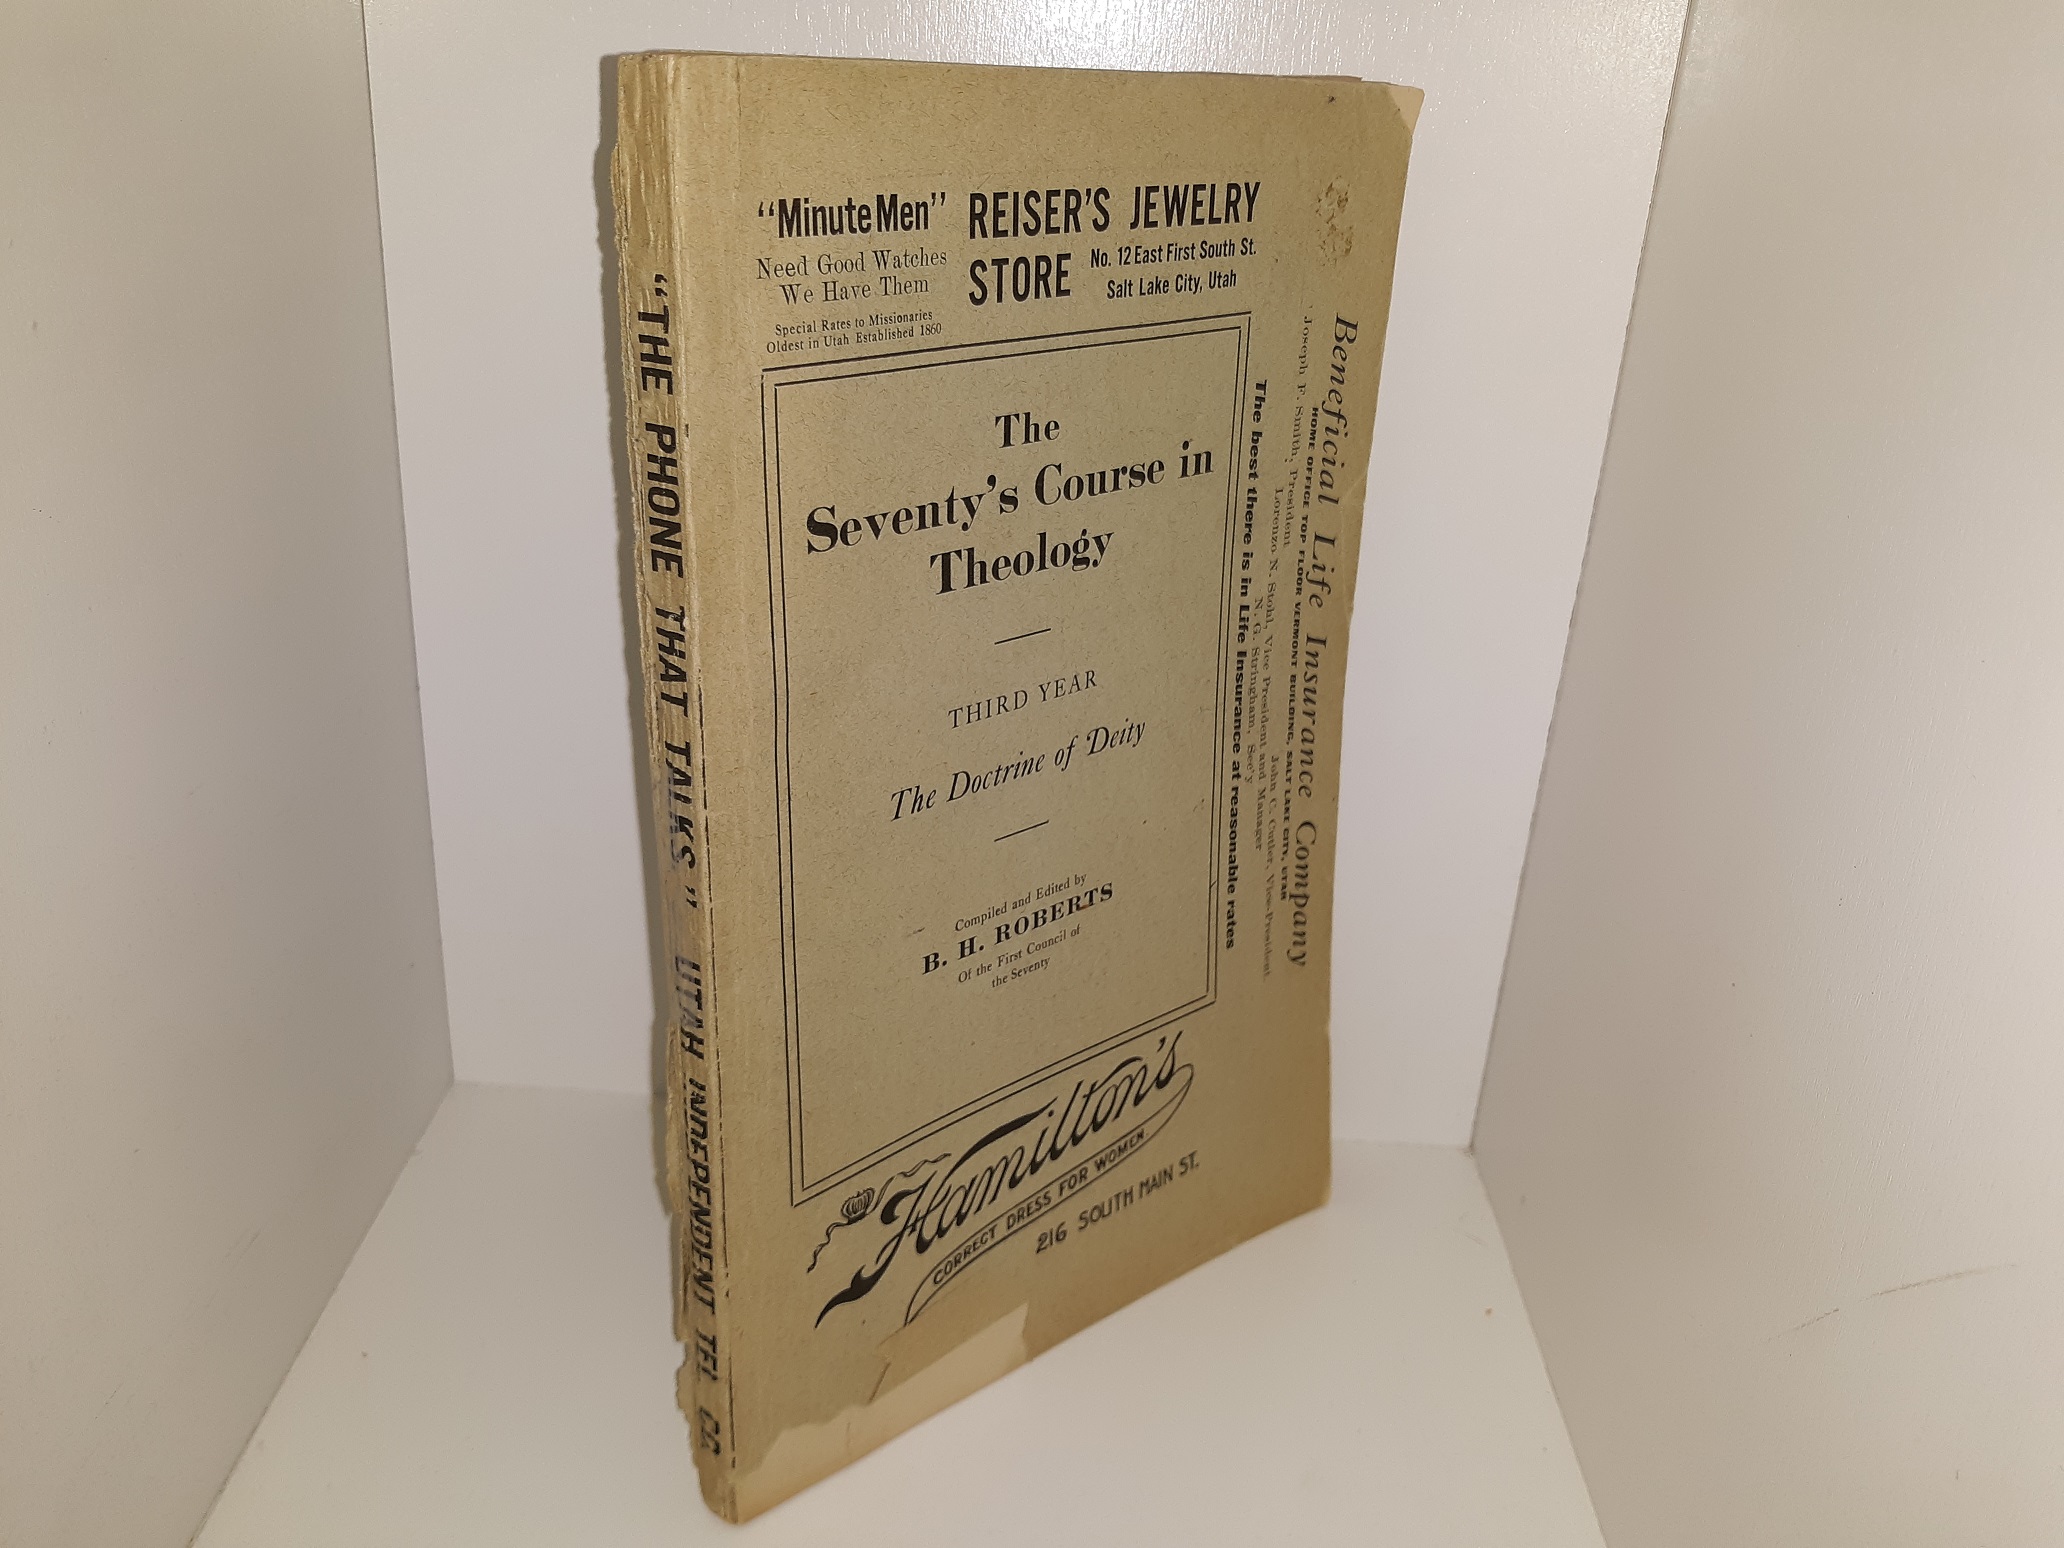 "THE PHONE THAT TALKS" UTAH INDEPENDENT TEL CO.
"Minute Men"
Need Good Watches
We Have Them
Special Rates to Missionaries
Oldest in Utah Established 1860
REISER'S JEWELRY
STORE
No. 12 East First South St.
Salt Lake City, Utah
The
Seventy's Course in
Theology
THIRD YEAR
The Doctrine of Deity
Compiled and Edited by
B. H. ROBERTS
Of the First Council of
the Seventy
Beneficial Life Insurance Company
HOME OFFICE TOP FLOOR VERMONT BUILDING, SALT LAKE CITY, UTAH
Joseph F. Smith, President John C. Cutler, Vice-President
Lorenzo N. Stohl, Vice President and Manager
N. G. Stringham, Sec'y
The best there is in Life Insurance at reasonable rates
Hamilton's
CORRECT DRESS FOR WOMEN
216 SOUTH MAIN ST.